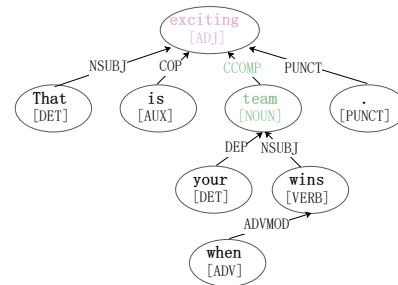 exciting
[ADJ]
NSUBJ COP CCOMP PUNCT
That is team .
[DET] [AUX] [NOUN] [PUNCT]
DEP NSUBJ
your wins
[DET] [VERB]
ADVMOD
when
[ADV]